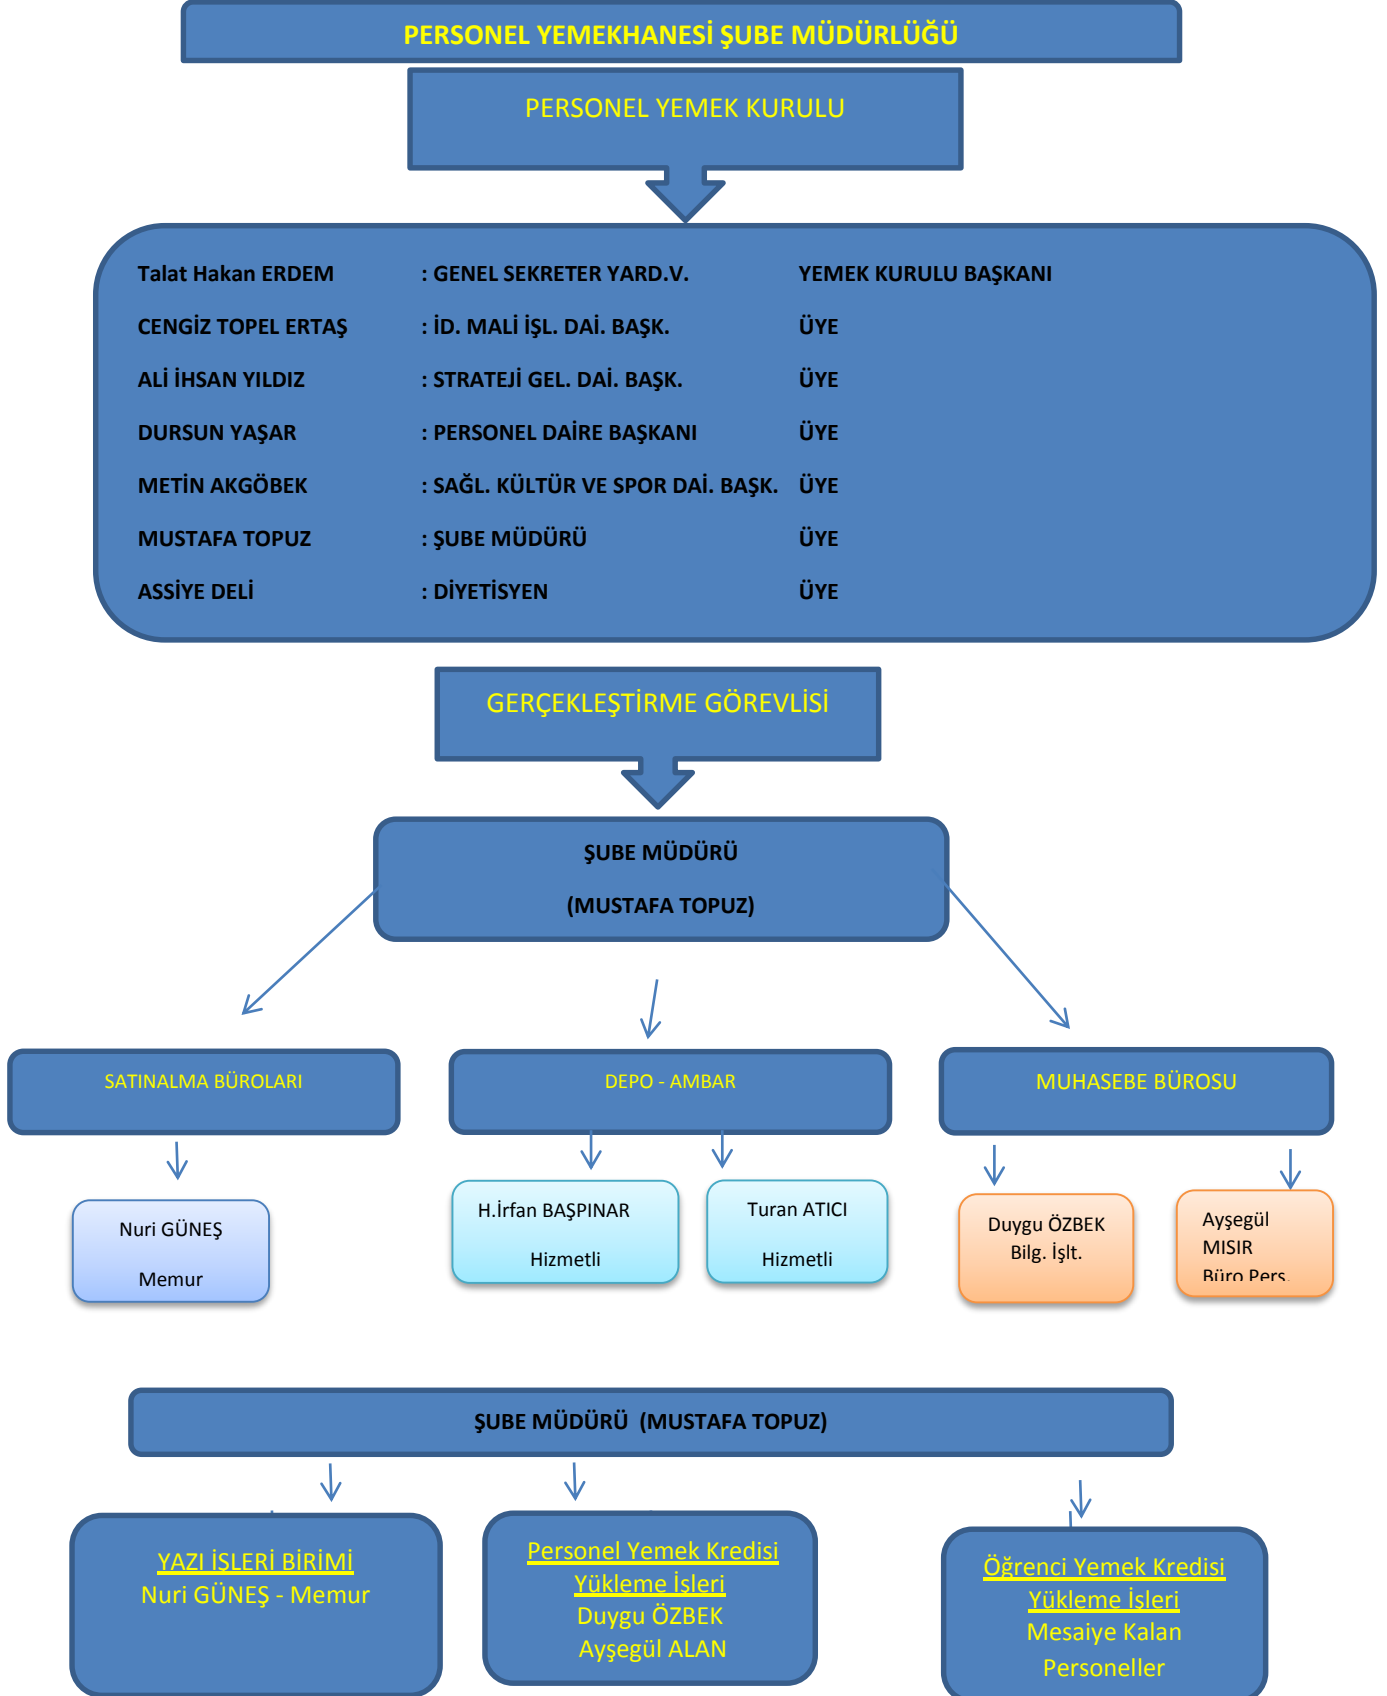 PERSONEL YEMEKHANESİ ŞUBE MÜDÜRLÜĞÜ
PERSONEL YEMEK KURULU
Talat Hakan ERDEM : GENEL SEKRETER YARD.V. YEMEK KURULU BAŞKANI
CENGİZ TOPEL ERTAŞ : İD. MALİ İŞL. DAİ. BAŞK. ÜYE
ALİ İHSAN YILDIZ : STRATEJİ GEL. DAİ. BAŞK. ÜYE
DURSUN YAŞAR : PERSONEL DAİRE BAŞKANI ÜYE
METİN AKGÖBEK : SAĞL. KÜLTÜR VE SPOR DAİ. BAŞK. ÜYE
MUSTAFA TOPUZ : ŞUBE MÜDÜRÜ ÜYE
ASSİYE DELİ : DİYETİSYEN ÜYE
GERÇEKLEŞTİRME GÖREVLİSİ
ŞUBE MÜDÜRÜ
(MUSTAFA TOPUZ)
SATINALMA BÜROLARI
DEPO - AMBAR
MUHASEBE BÜROSU
Nuri GÜNEŞ
Memur
H.İrfan BAŞPINAR
Hizmetli
Turan ATICI
Hizmetli
Duygu ÖZBEK
Bilg. İşlt.
Ayşegül
MISIR
Büro Pers.
ŞUBE MÜDÜRÜ (MUSTAFA TOPUZ)
YAZI İŞLERİ BİRİMİ
Nuri GÜNEŞ - Memur
Personel Yemek Kredisi
Yükleme İşleri
Duygu ÖZBEK
Ayşegül ALAN
Öğrenci Yemek Kredisi
Yükleme İşleri
Mesaiye Kalan
Personeller